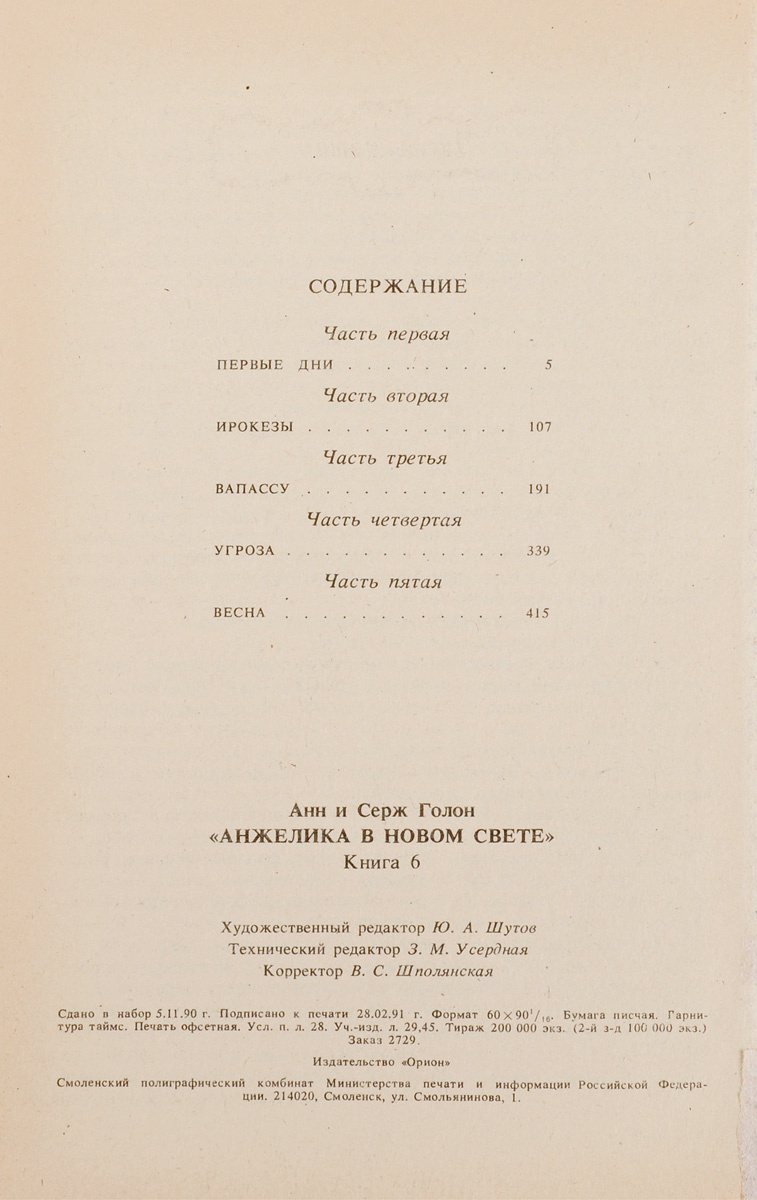 СОДЕРЖАНИЕ
Часть первая
ПЕРВЫЕ ДНИ . . . . . . . . . 5
Часть вторая
ИРОКЕЗЫ . . . . . . . . . . . 107
Часть третья
ВАПАССУ . . . . . . . . . . . 191
Часть четвертая
УГРОЗА . . . . . . . . . . . . 339
Часть пятая
ВЕСНА . . . . . . . . . . . . 415
Анн и Серж Голон
«АНЖЕЛИКА В НОВОМ СВЕТЕ»
Книга 6
Художественный редактор Ю. А. Шутов
Технический редактор З. М. Усердная
Корректор В. С. Шполянская
Сдано в набор 5.11.90 г. Подписано к печати 28.02.91 г. Формат 60×90¹/₁₆. Бумага писчая. Гарни-
тура таймс. Печать офсетная. Усл. п. л. 28. Уч.-изд. л. 29,45. Тираж 200 000 экз. (2-й з-д 100 000 экз.)
Заказ 2729.
Издательство «Орион»
Смоленский полиграфический комбинат Министерства печати и информации Российской Федера-
ции. 214020, Смоленск, ул. Смольянинова, 1.